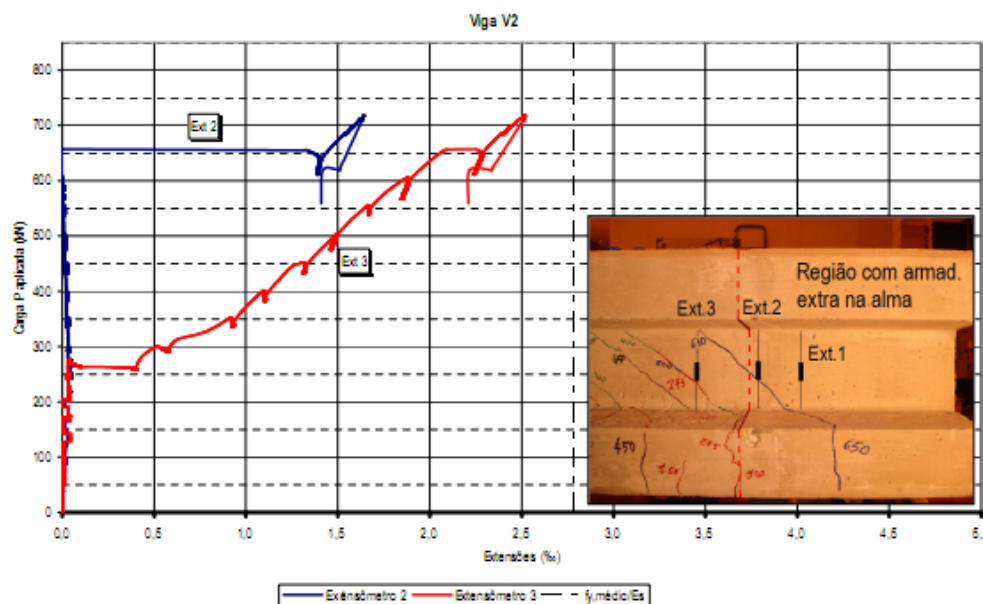 Viga V2
800
700
600
500
400
300
200
100
0
Carga P aplicada (kN)
Ext 2
Ext 3
0,0 0,5 1,0 1,5 2,0 2,5 3,0 3,5 4,0 4,5 5,
Extensões (‰)
Região com armad.
extra na alma
Ext.3 Ext.2
Ext.1
650
450
650
Extensómetro 2 Extensómetro 3 fy,médio/Es